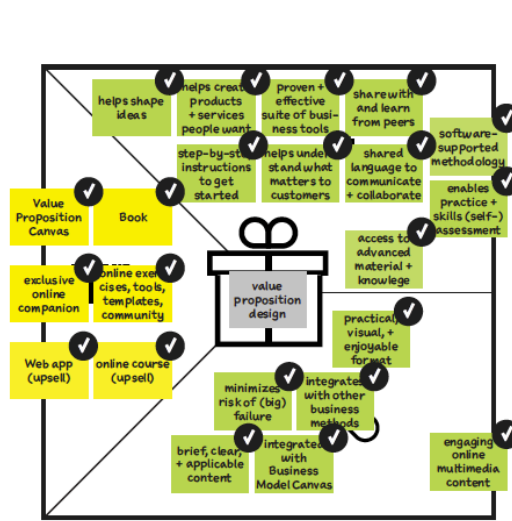 helps shape
ideas
helps create
products
+ services
people want
proven +
effective
suite of busi-
ness tools
share with
and learn
from peers
software-
supported
methodology
step-by-step
instructions
to get
started
helps under-
stand what
matters to
customers
shared
language to
communicate
+ collaborate
enables
practice +
skills (self-)
assessment
Value
Proposition
Canvas
Book
access to
advanced
material +
knowlege
exclusive
online
companion
online exer-
cises, tools,
templates,
community
value
proposition
design
practical,
visual, +
enjoyable
format
Web app
(upsell)
online course
(upsell)
minimizes
risk of (big)
failure
integrates
with other
business
methods
brief, clear,
+ applicable
content
integrated
with
Business
Model Canvas
engaging
online
multimedia
content